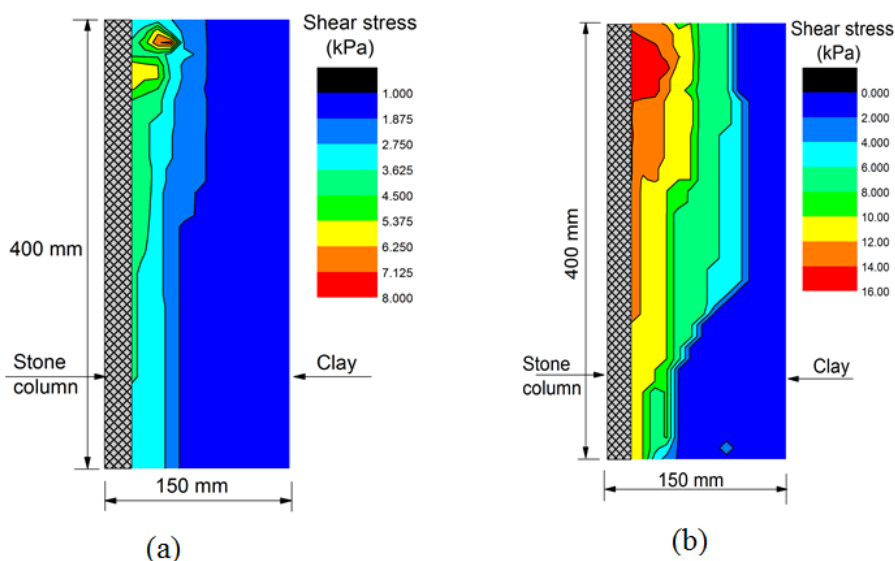 Shear stress
(kPa)
1.000
1.875
2.750
3.625
4.500
5.375
6.250
7.125
8.000
400 mm
Stone
column
Clay
150 mm
(a)
Shear stress
(kPa)
0.000
2.000
4.000
6.000
8.000
10.00
12.00
14.00
16.00
400 mm
Stone
column
Clay
150 mm
(b)